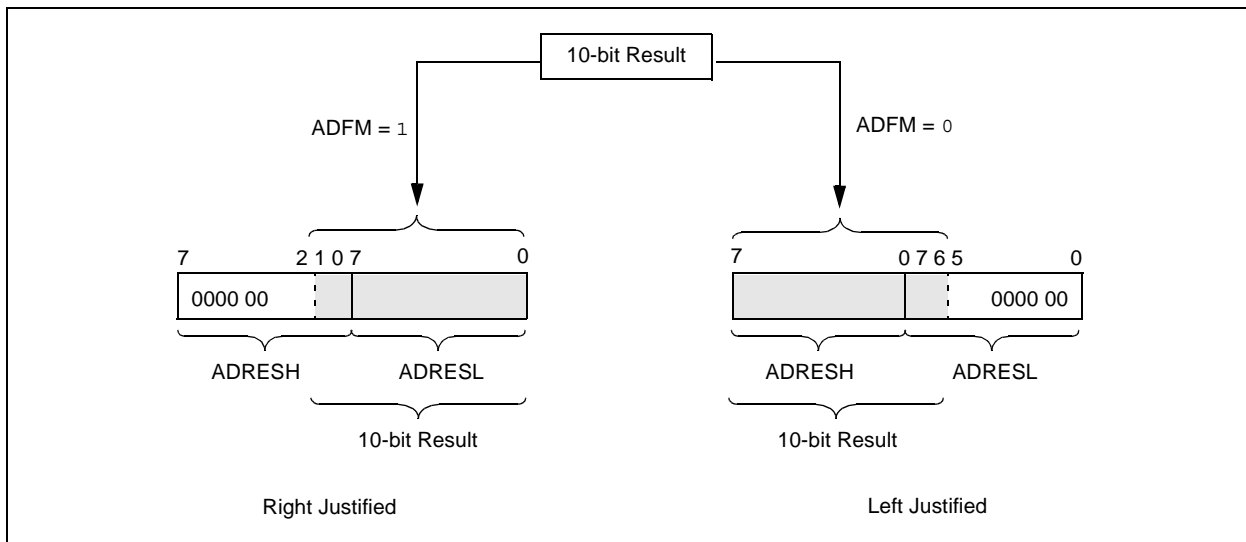 10-bit Result
ADFM = 1
ADFM = 0
7 2 1 0 7 0
7 0 7 6 5 0
0000 00
0000 00
ADRESH ADRESL
ADRESH ADRESL
10-bit Result
10-bit Result
Right Justified
Left Justified